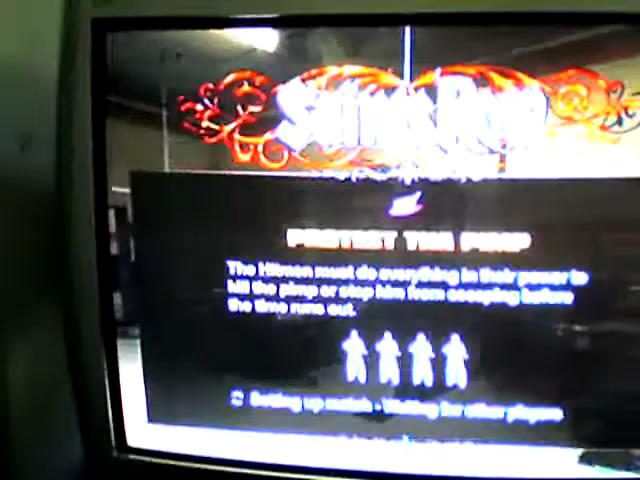 Saints Row
PROTECT THA PIMP
The Hitmen must do everything in their power to
kill the pimp or stop him from escaping before
the time runs out.
Setting up match - Waiting for other players